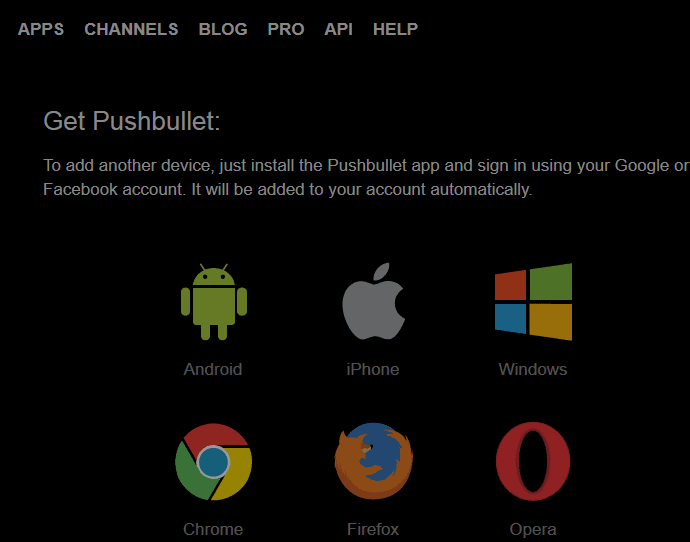 APPS CHANNELS BLOG PRO API HELP
Get Pushbullet:
To add another device, just install the Pushbullet app and sign in using your Google or
Facebook account. It will be added to your account automatically.
Android iPhone Windows
Chrome Firefox Opera